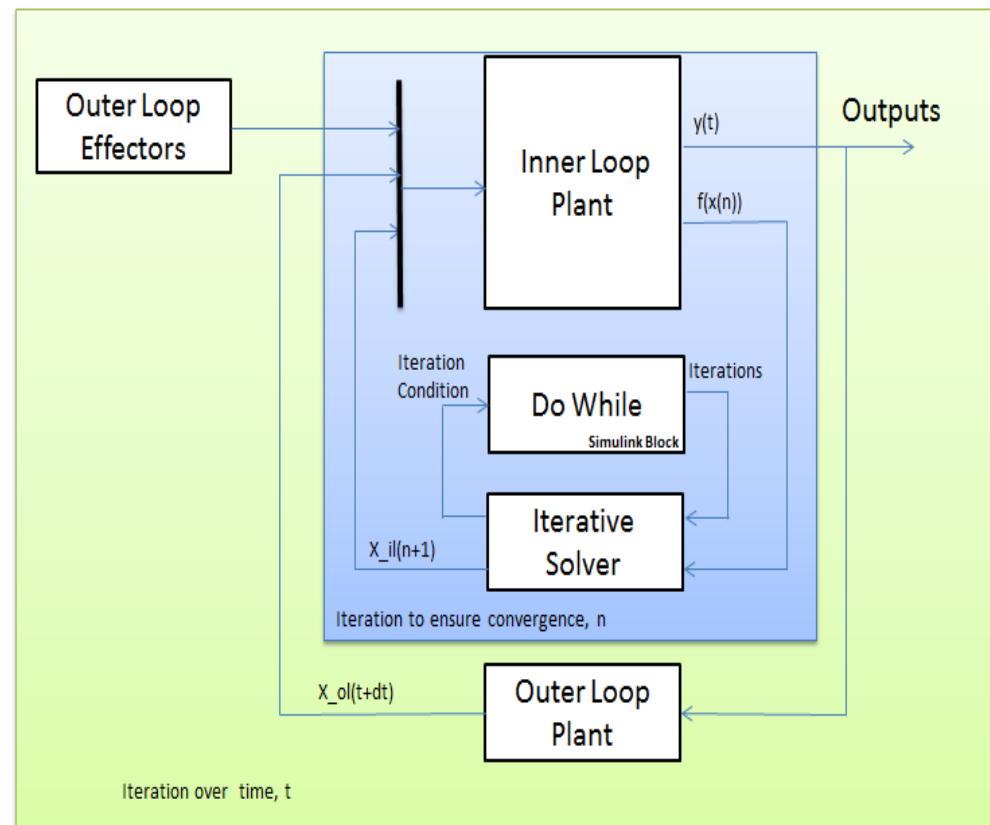 Outer Loop
Effectors
Inner Loop
Plant
y(t)
Outputs
f(x(n))
Iteration
Condition
Do While
Simulink Block
Iterations
Iterative
Solver
X_il(n+1)
Iteration to ensure convergence, n
X_ol(t+dt)
Outer Loop
Plant
Iteration over time, t